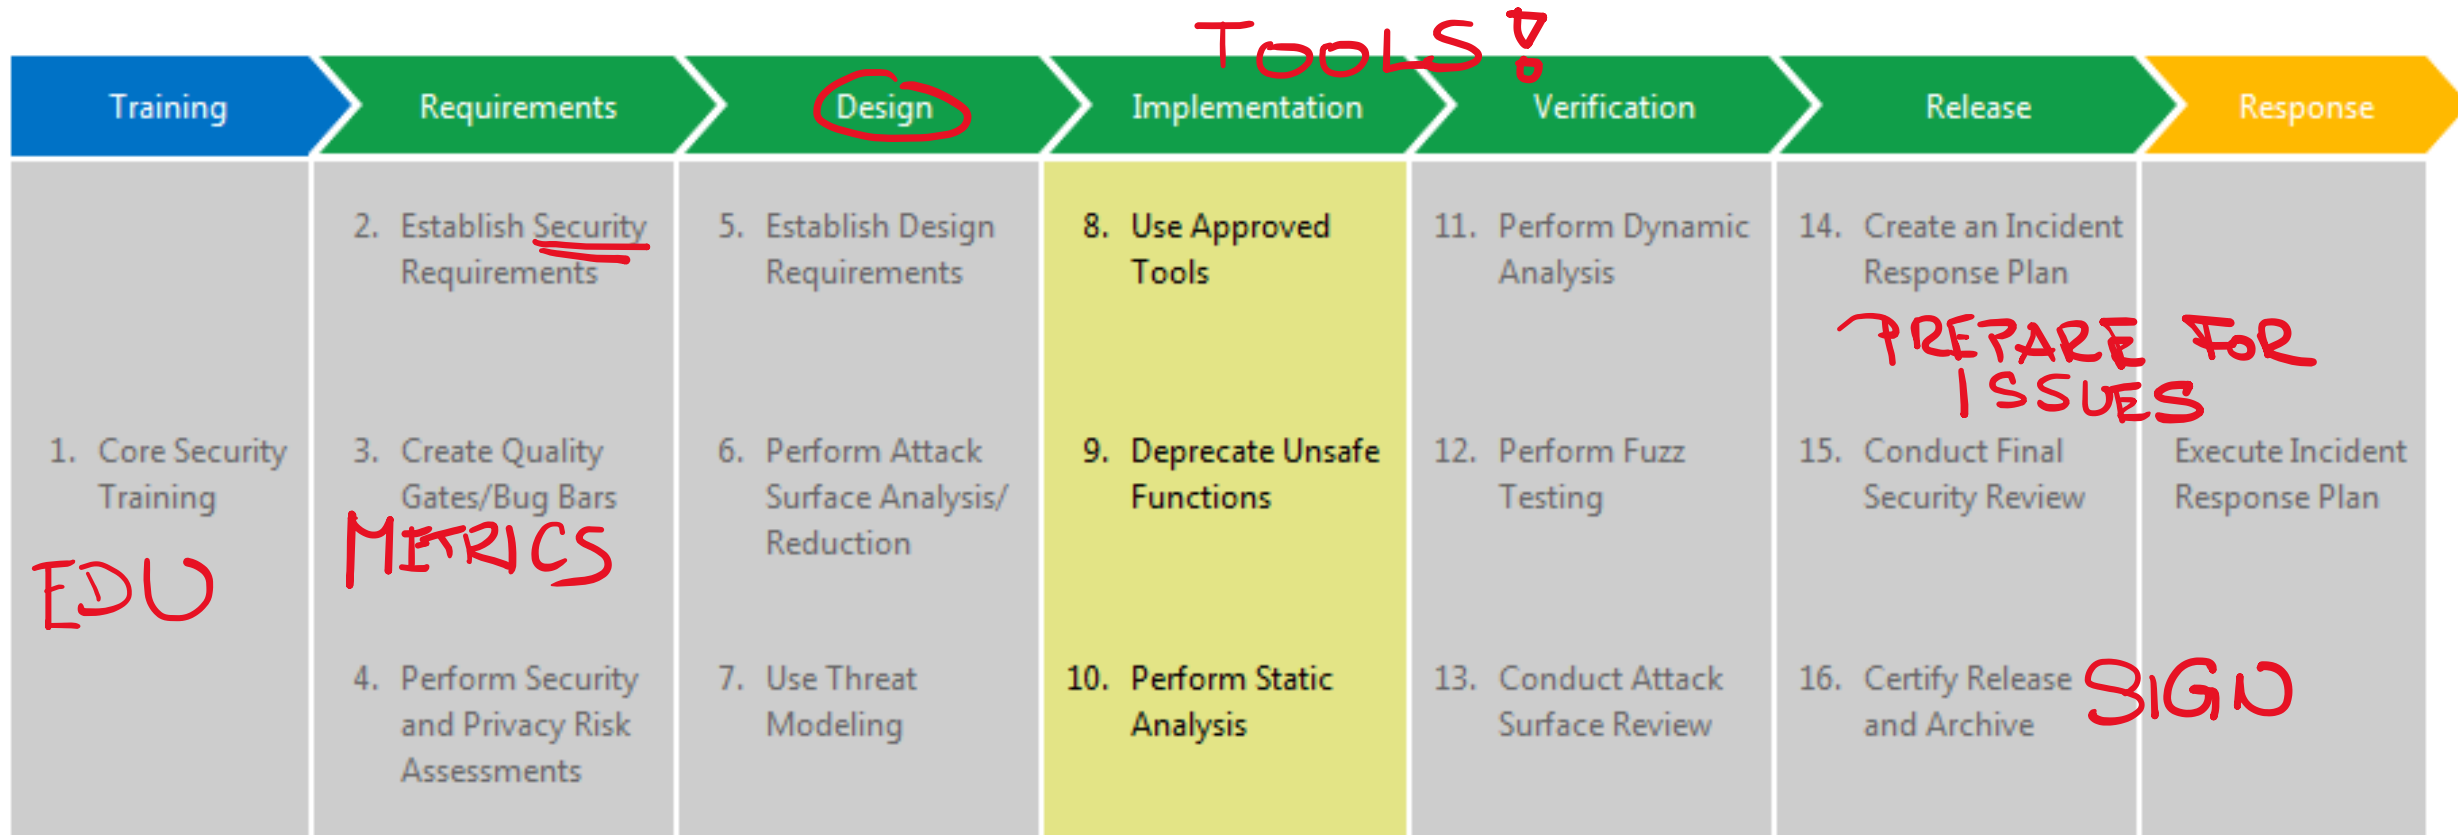 TOOLS!
Training
Requirements
Design
Implementation
Verification
Release
Response
1. Core Security
Training
EDU
2. Establish Security
Requirements
3. Create Quality
Gates/Bug Bars
METRICS
4. Perform Security
and Privacy Risk
Assessments
5. Establish Design
Requirements
6. Perform Attack
Surface Analysis/
Reduction
7. Use Threat
Modeling
8. Use Approved
Tools
9. Deprecate Unsafe
Functions
10. Perform Static
Analysis
11. Perform Dynamic
Analysis
12. Perform Fuzz
Testing
13. Conduct Attack
Surface Review
14. Create an Incident
Response Plan
PREPARE FOR
ISSUES
15. Conduct Final
Security Review
16. Certify Release
and Archive
SIGN
Execute Incident
Response Plan